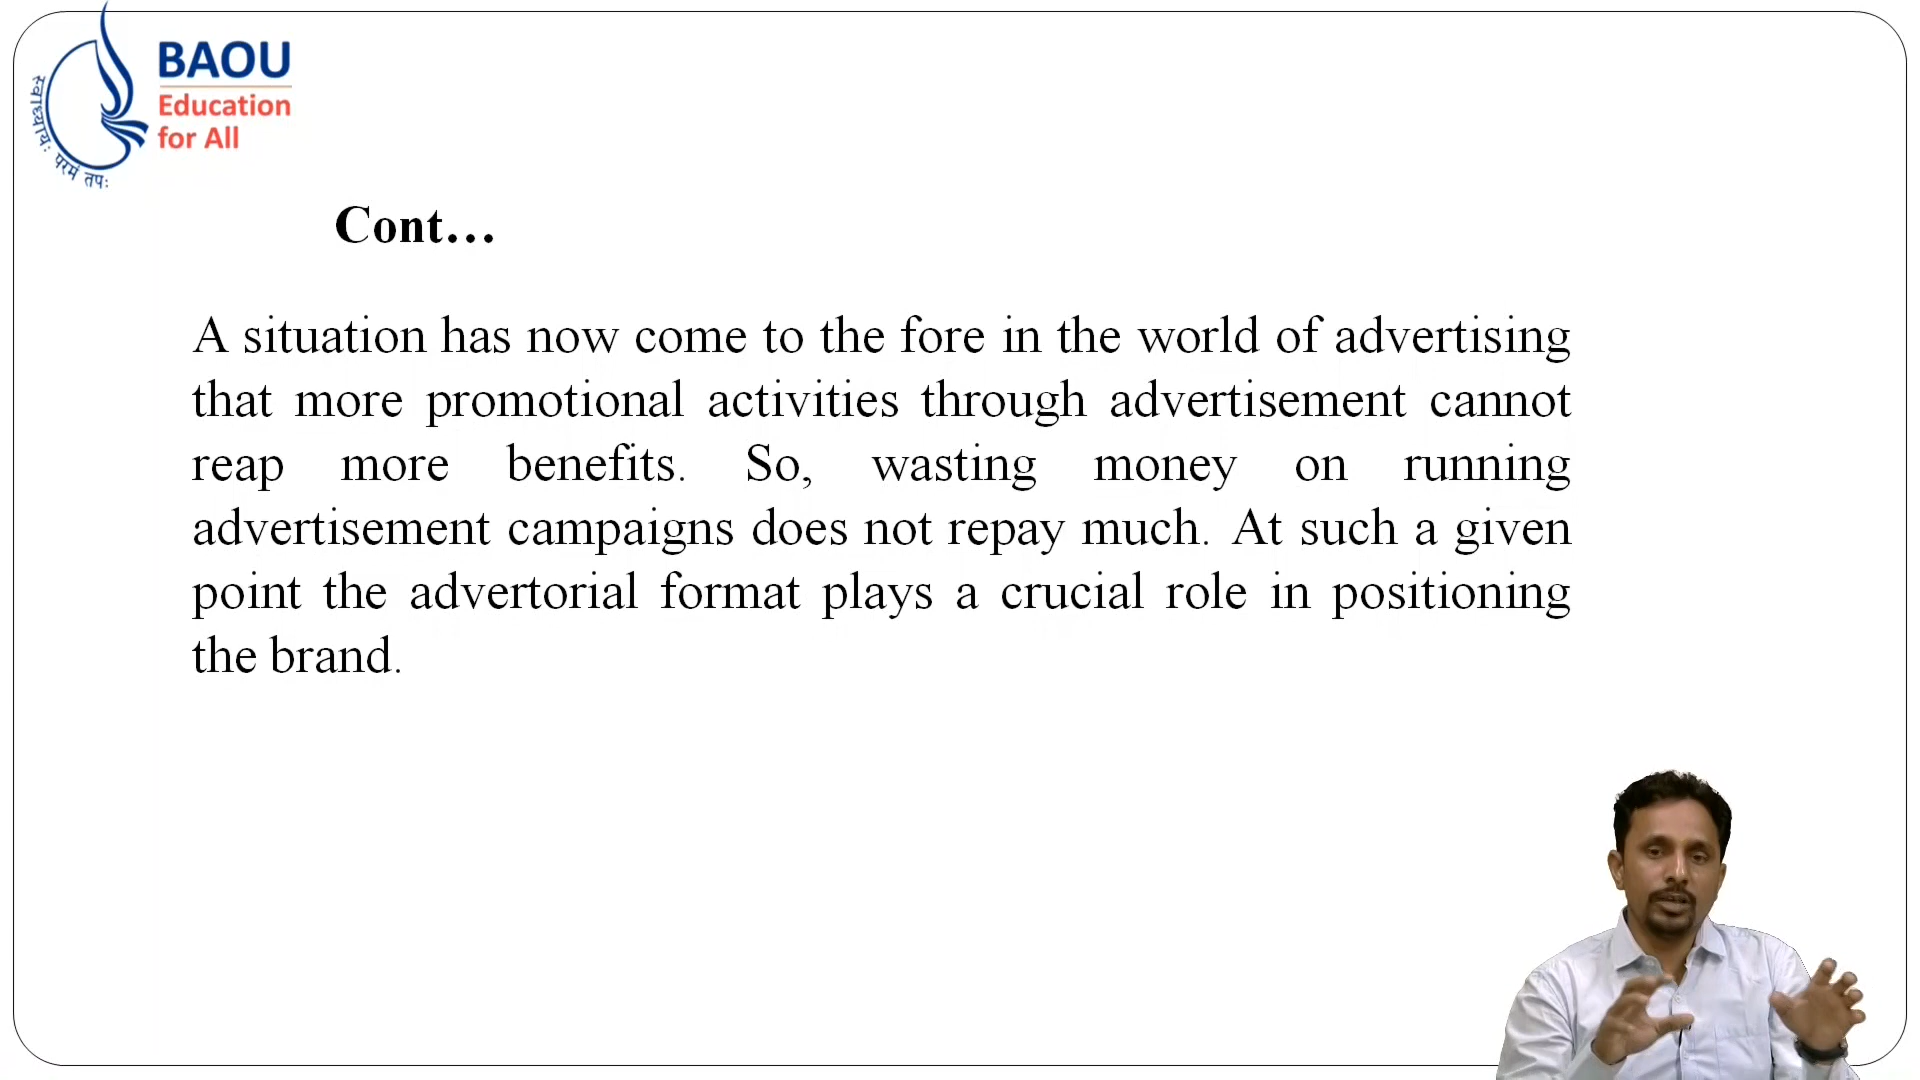 BAOU
Education
for All
स्वाध्यायः परमं तपः
Cont…
A situation has now come to the fore in the world of advertising
that more promotional activities through advertisement cannot
reap more benefits. So, wasting money on running
advertisement campaigns does not repay much. At such a given
point the advertorial format plays a crucial role in positioning
the brand.